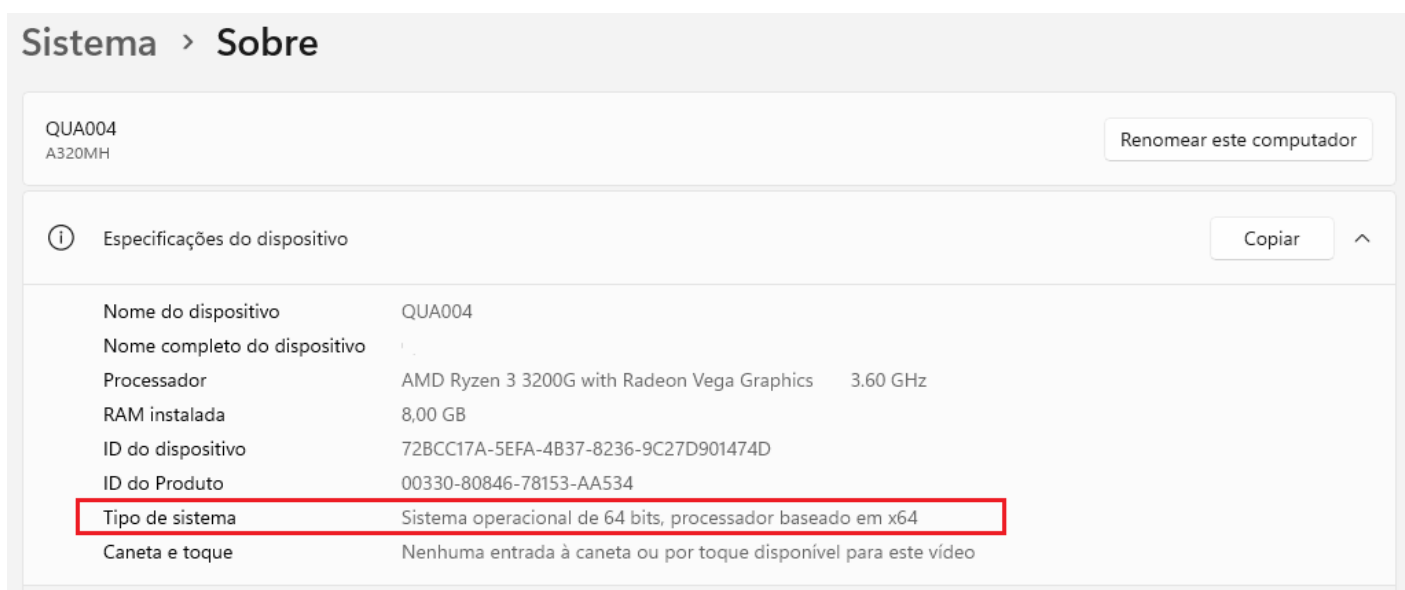 Sistema > Sobre
QUA004
A320MH
Renomear este computador
Especificações do dispositivo
Copiar
Nome do dispositivo QUA004
Nome completo do dispositivo
Processador AMD Ryzen 3 3200G with Radeon Vega Graphics 3.60 GHz
RAM instalada 8,00 GB
ID do dispositivo 72BCC17A-5EFA-4B37-8236-9C27D901474D
ID do Produto 00330-80846-78153-AA534
Tipo de sistema Sistema operacional de 64 bits, processador baseado em x64
Caneta e toque Nenhuma entrada à caneta ou por toque disponível para este vídeo